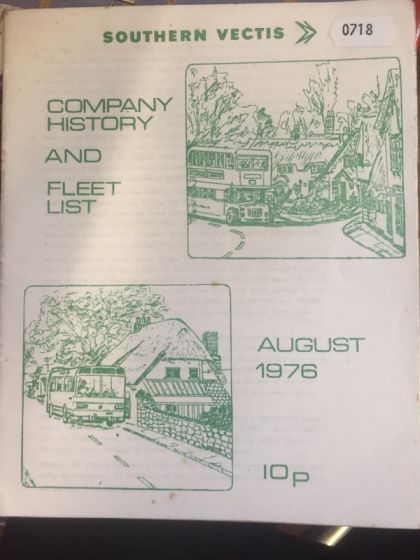 SOUTHERN VECTIS
0718
COMPANY
HISTORY
AND
FLEET
LIST
AUGUST
1976
10p